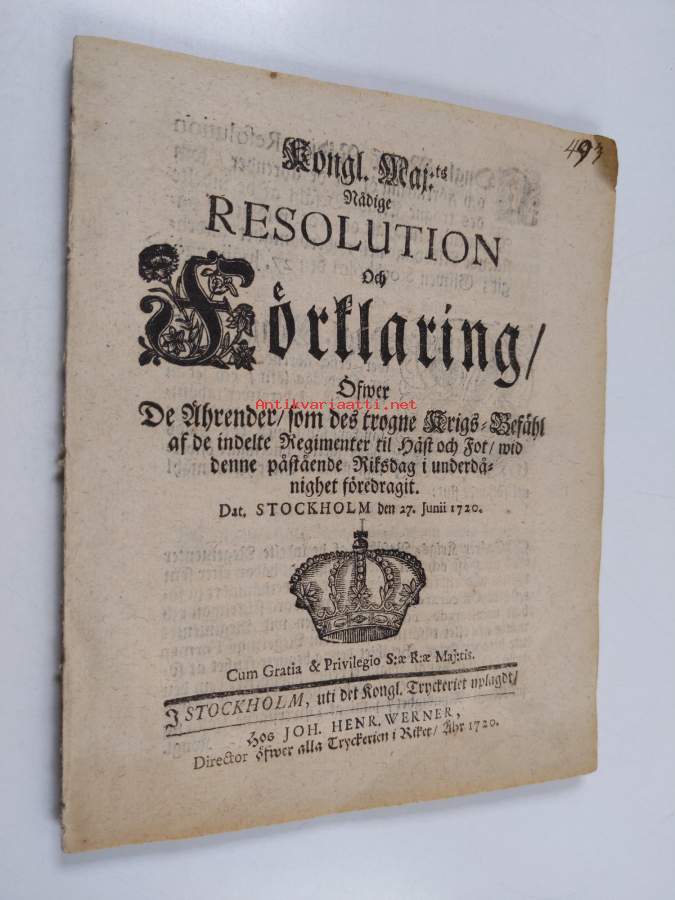 493
Kongl. Maj:ts
Nådige
RESOLUTION
Och
Förklaring/
Öfwer
De Ährender/ som des trogne Krigs-Befähl
af de indelte Regimenter til Häst och Fot/ wid
denne påstående Riksdag i underdå-
nighet föredragit.
Dat. STOCKHOLM den 27. Junii 1720.
Antikvariaatti.net
Cum Gratia & Privilegio S:æ R:æ Maj:tis.
J STOCKHOLM, uti det Kongl. Tryckeriet uplagdt/
Hos JOH. HENR. WERNER,
Director öfwer alla Tryckerien i Riket/ Åhr 1720.